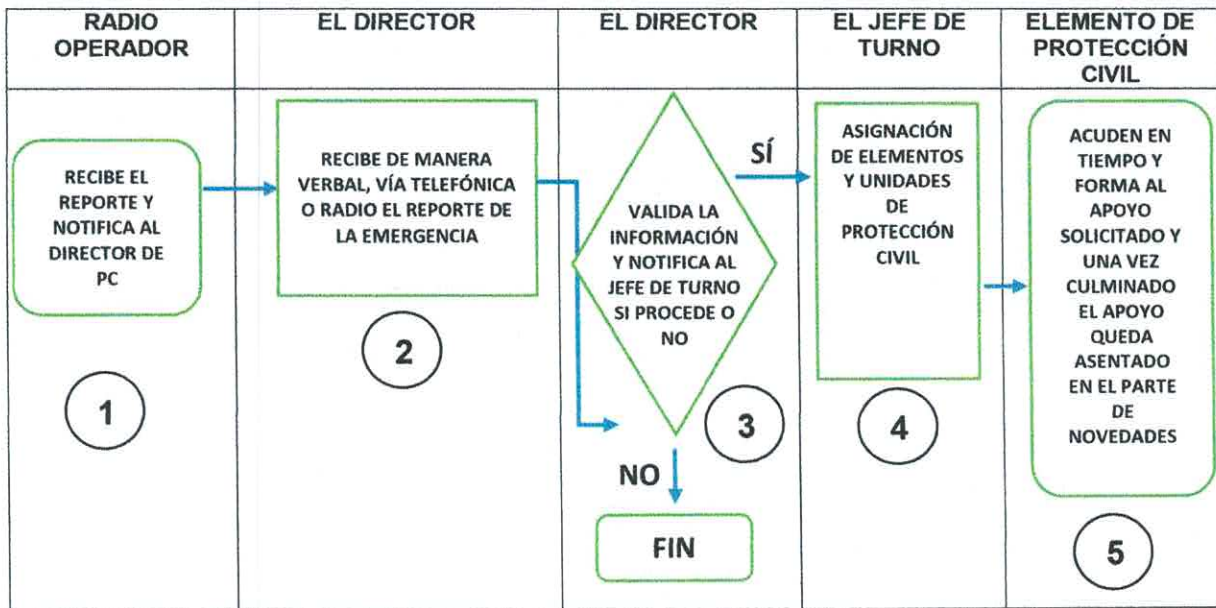 RADIO
OPERADOR
EL DIRECTOR
EL DIRECTOR
EL JEFE DE
TURNO
ELEMENTO DE
PROTECCIÓN
CIVIL
RECIBE EL
REPORTE Y
NOTIFICA AL
DIRECTOR DE
PC
1
RECIBE DE MANERA
VERBAL, VÍA TELEFÓNICA
O RADIO EL REPORTE DE
LA EMERGENCIA
2
VALIDA LA
INFORMACIÓN
Y NOTIFICA AL
JEFE DE TURNO
SI PROCEDE O
NO
3
SÍ
NO
FIN
ASIGNACIÓN
DE ELEMENTOS
Y UNIDADES
DE
PROTECCIÓN
CIVIL
4
ACUDEN EN
TIEMPO Y
FORMA AL
APOYO
SOLICITADO Y
UNA VEZ
CULMINADO
EL APOYO
QUEDA
ASENTADO
EN EL PARTE
DE
NOVEDADES
5